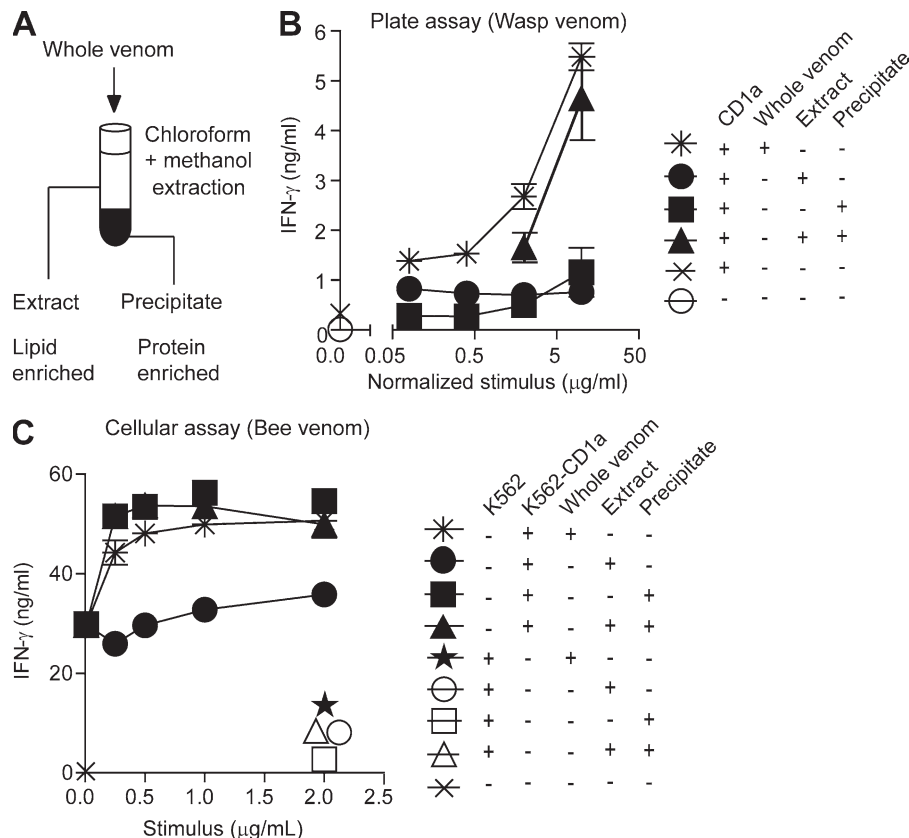 A
Whole venom
Chloroform
+ methanol
extraction
Extract
Precipitate
Lipid
enriched
Protein
enriched
B
Plate assay (Wasp venom)
IFN-γ (ng/ml)
6
5
4
3
2
1
0
0.0
0.05
0.5
5
50
Normalized stimulus (μg/ml)
CD1a
Whole venom
Extract
Precipitate
+ + - -
+ - + -
+ - - +
+ - + +
+ - - -
- - - -
C
Cellular assay (Bee venom)
IFN-γ (ng/ml)
60
40
20
0
0.0
0.5
1.0
1.5
2.0
2.5
Stimulus (μg/mL)
K562
K562-CD1a
Whole venom
Extract
Precipitate
- + + - -
- + - + -
- + - - +
- + - + +
+ - + - -
+ - - + -
+ - - - +
+ - - + +
- - - - -